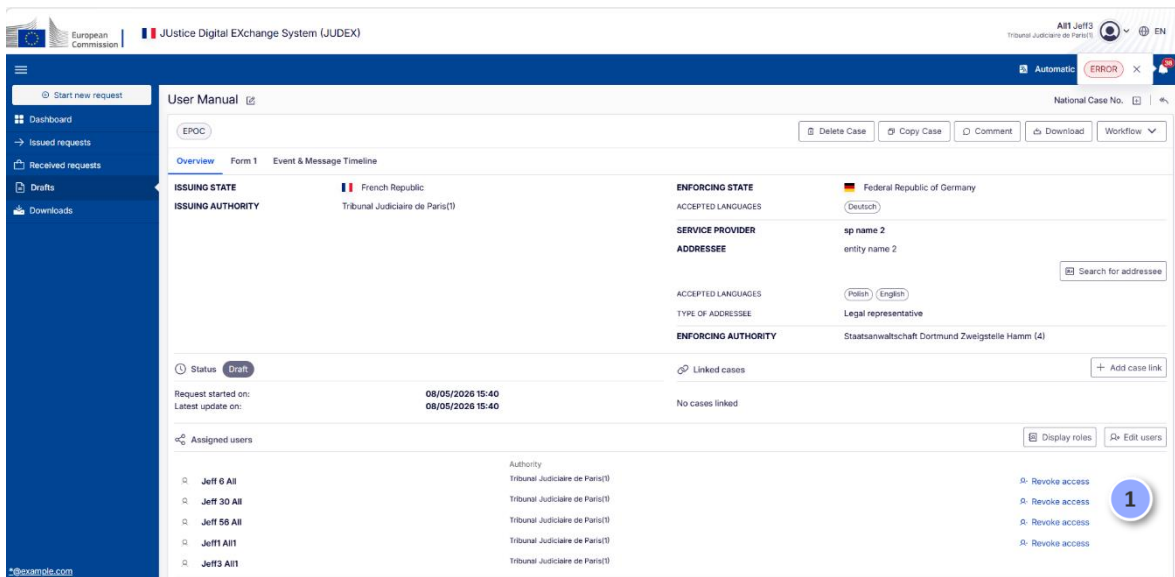 European
Commission
JUstice Digital EXchange System (JUDEX)
All1 Jeff3
Tribunal Judiciaire de Paris(1)
EN
Automatic
ERROR
38
Start new request
Dashboard
Issued requests
Received requests
Drafts
Downloads
*@example.com
User Manual
National Case No.
EPOC
Delete Case
Copy Case
Comment
Download
Workflow
Overview Form 1 Event & Message Timeline
ISSUING STATE French Republic
ISSUING AUTHORITY Tribunal Judiciaire de Paris(1)
ENFORCING STATE Federal Republic of Germany
ACCEPTED LANGUAGES Deutsch
SERVICE PROVIDER sp name 2
ADDRESSEE entity name 2
Search for addressee
ACCEPTED LANGUAGES Polish English
TYPE OF ADDRESSEE Legal representative
ENFORCING AUTHORITY Staatsanwaltschaft Dortmund Zweigstelle Hamm (4)
Status Draft
Request started on: 08/05/2026 15:40
Latest update on: 08/05/2026 15:40
Linked cases
+ Add case link
No cases linked
Assigned users
Display roles
Edit users
Authority
Jeff 6 All Tribunal Judiciaire de Paris(1) Revoke access
Jeff 30 All Tribunal Judiciaire de Paris(1) Revoke access
Jeff 56 All Tribunal Judiciaire de Paris(1) Revoke access
Jeff1 All1 Tribunal Judiciaire de Paris(1) Revoke access
Jeff3 All1 Tribunal Judiciaire de Paris(1)
1